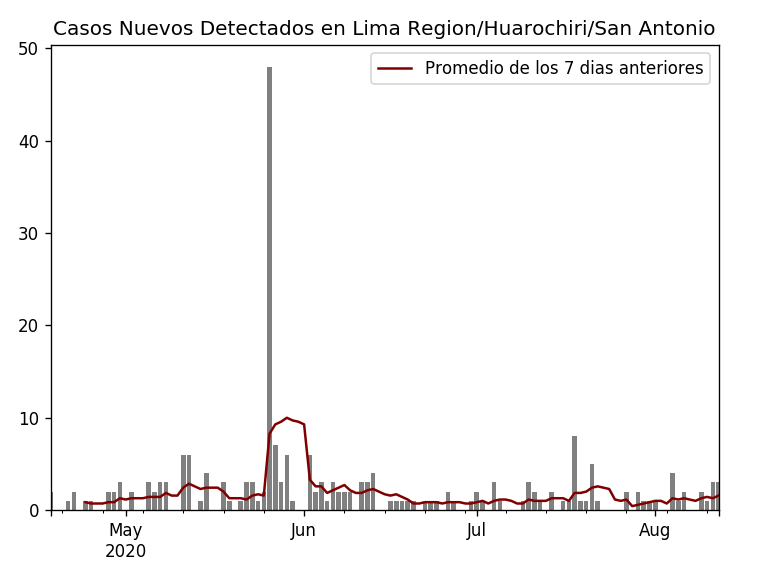 Casos Nuevos Detectados en Lima Region/Huarochiri/San Antonio
Promedio de los 7 dias anteriores
50
40
30
20
10
0
May Jun Jul Aug
2020